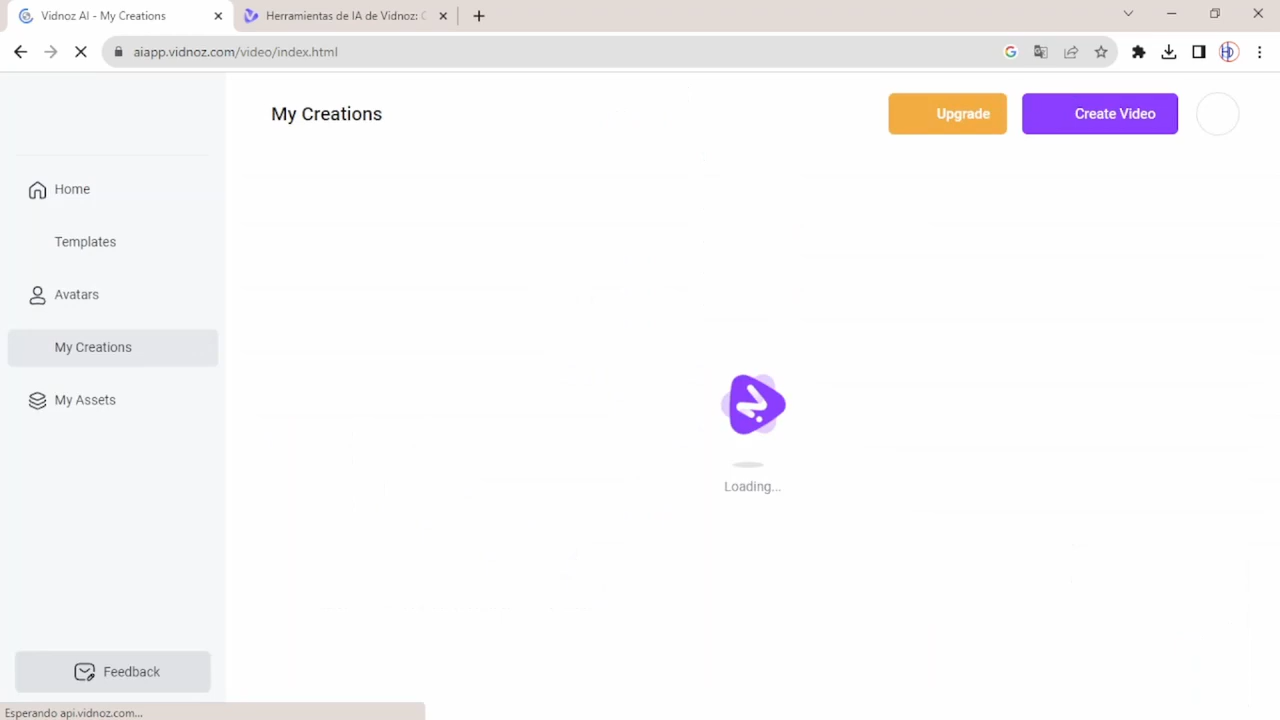 Vidnoz AI - My Creations
Herramientas de IA de Vidnoz:
aiapp.vidnoz.com/video/index.html
My Creations
Upgrade
Create Video
Home
Templates
Avatars
My Creations
My Assets
Loading...
Feedback
Esperando api.vidnoz.com...